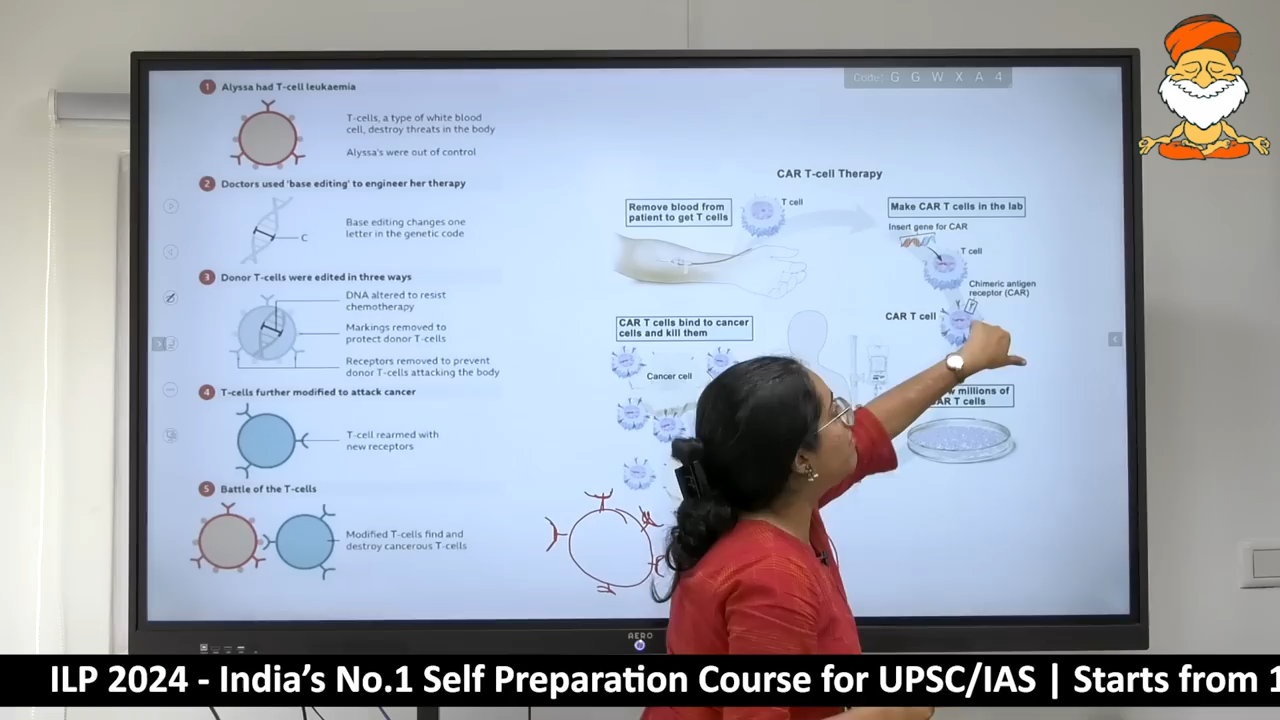 Code: G G W X A 4
1 Alyssa had T-cell leukaemia
T-cells, a type of white blood
cell, destroy threats in the body
Alyssa's were out of control
2 Doctors used 'base editing' to engineer her therapy
Base editing changes one
letter in the genetic code
C
3 Donor T-cells were edited in three ways
DNA altered to resist
chemotherapy
Markings removed to
protect donor T-cells
Receptors removed to prevent
donor T-cells attacking the body
4 T-cells further modified to attack cancer
T-cell rearmed with
new receptors
5 Battle of the T-cells
Modified T-cells find and
destroy cancerous T-cells
CAR T-cell Therapy
Remove blood from
patient to get T cells
T cell
Make CAR T cells in the lab
Insert gene for CAR
T cell
Chimeric antigen
receptor (CAR)
CAR T cell
CAR T cells bind to cancer
cells and kill them
Cancer cell
millions of
T cells
AERO
ILP 2024 - India's No.1 Self Preparation Course for UPSC/IAS | Starts from 1